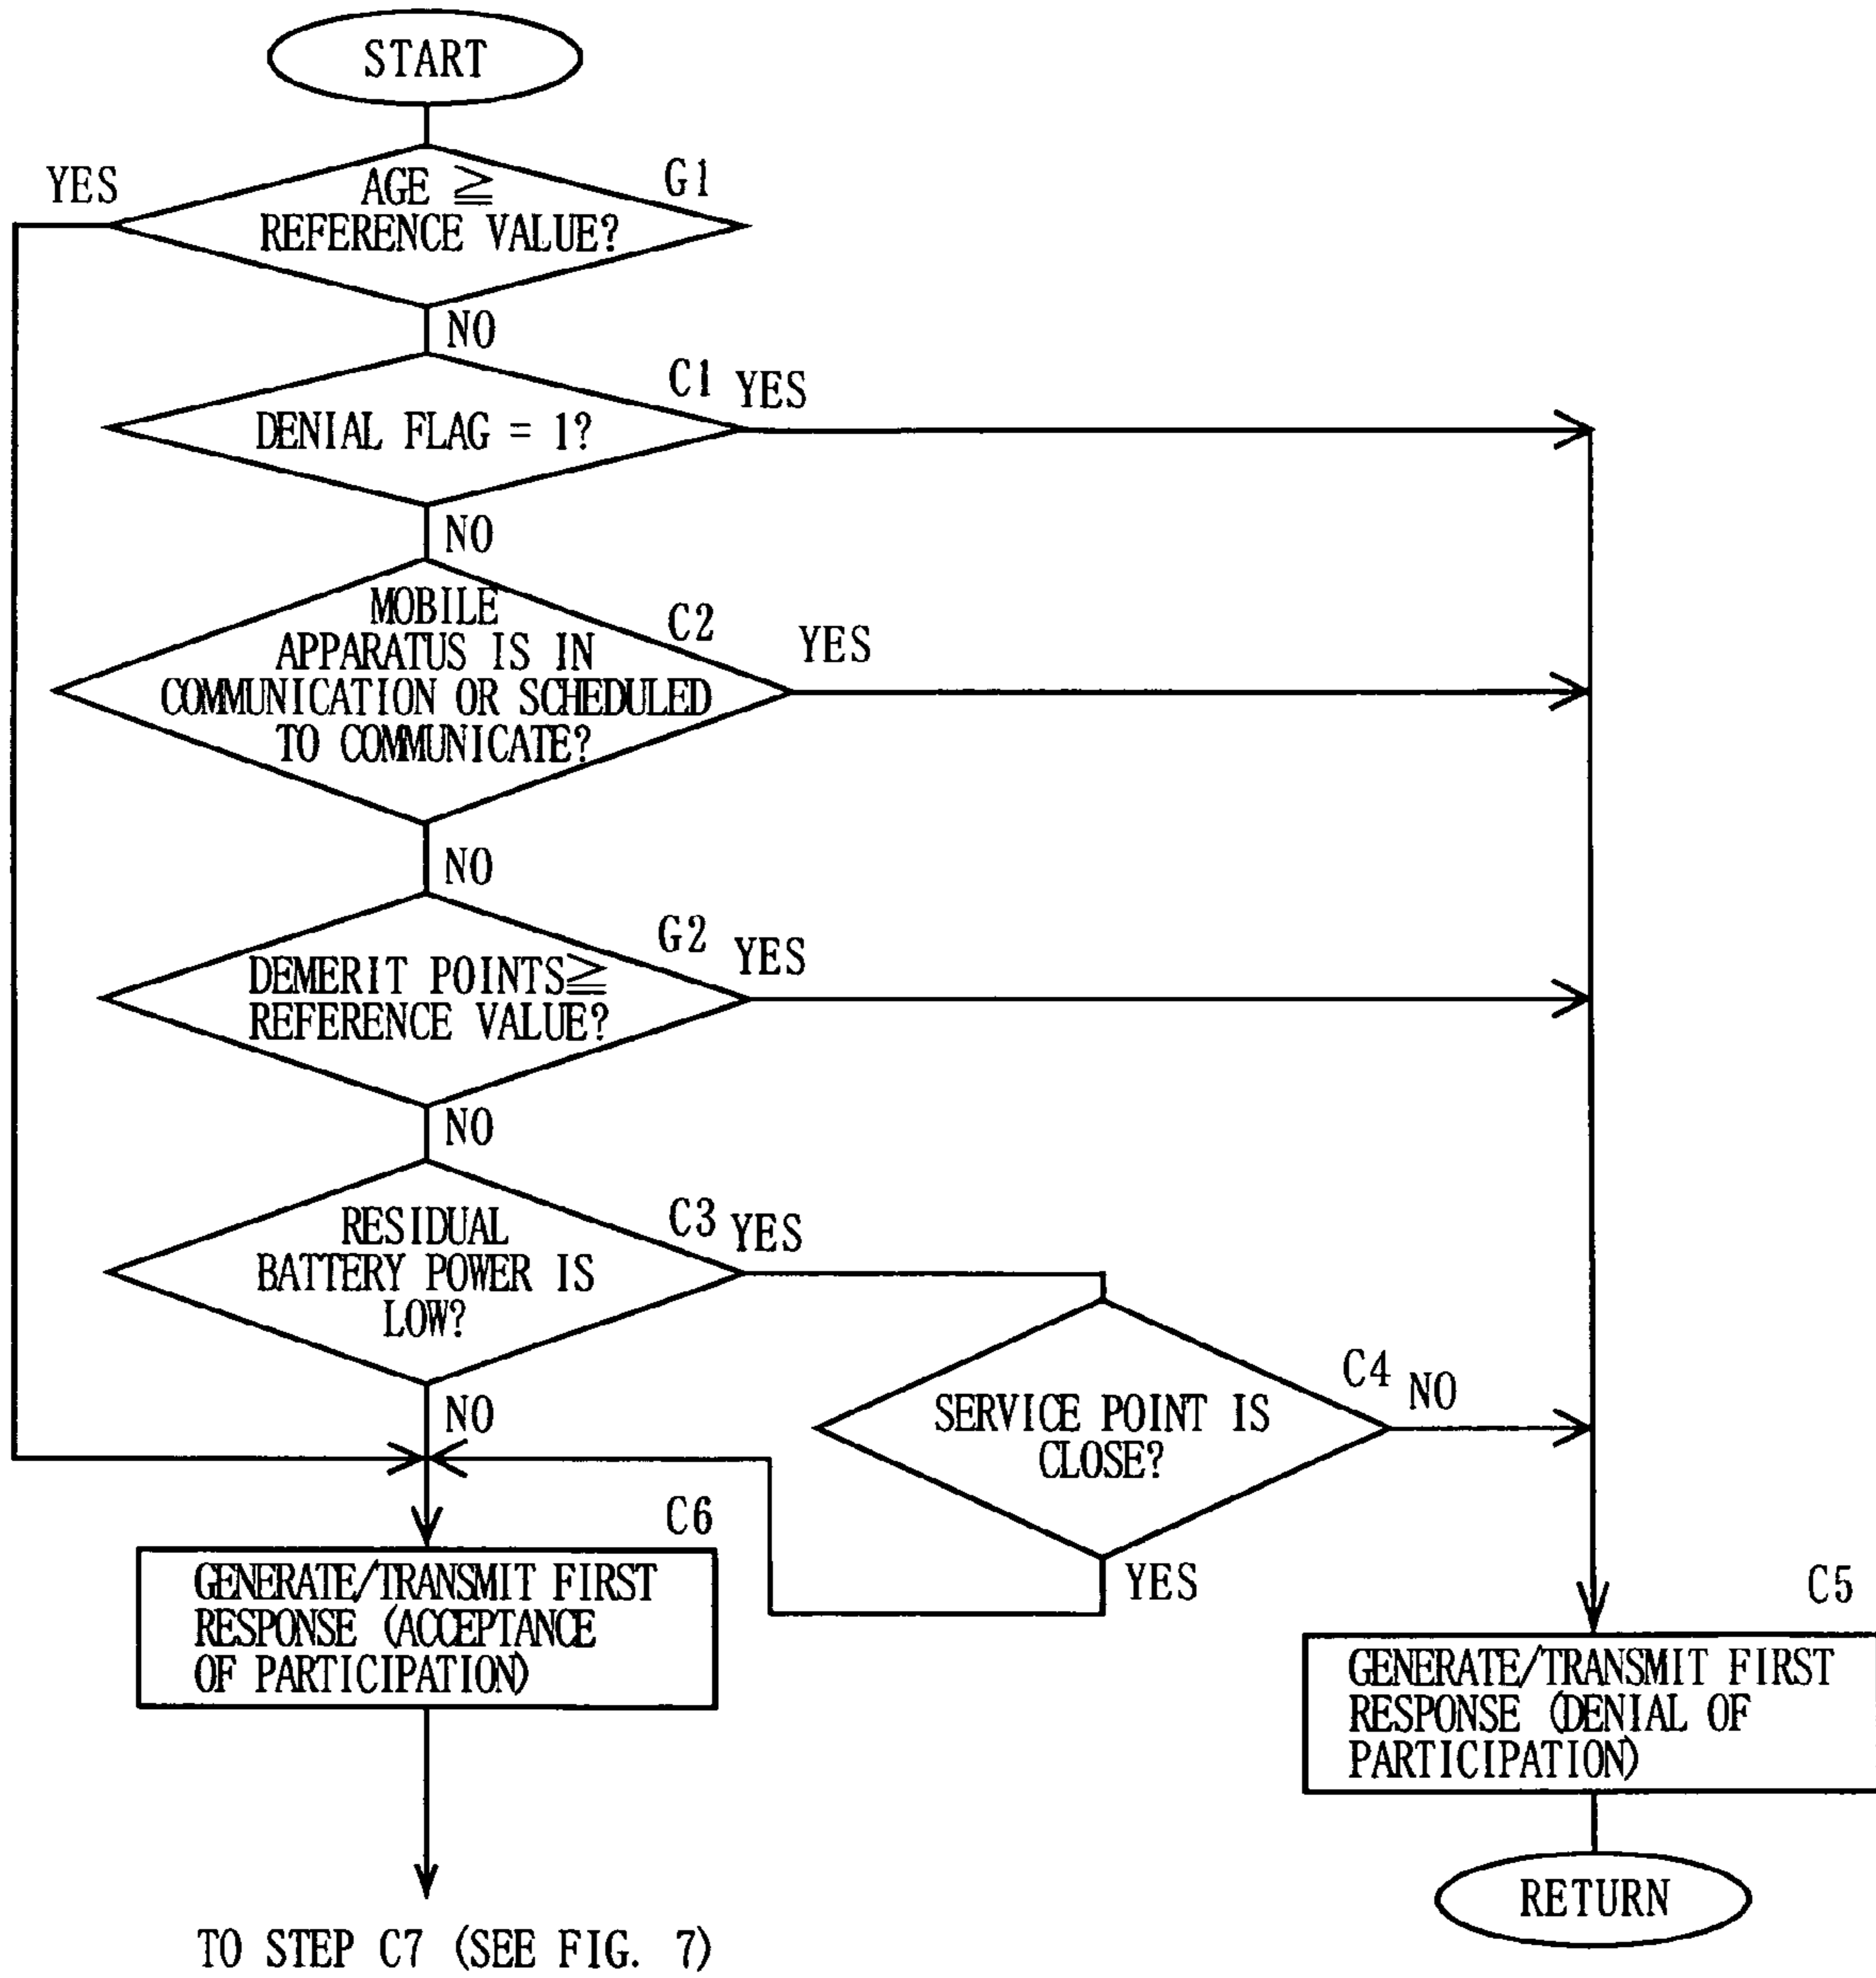 START
YES
AGE ≧
REFERENCE VALUE?
G1
NO
DENIAL FLAG = 1?
C1
YES
NO
MOBILE
APPARATUS IS IN
COMMUNICATION OR SCHEDULED
TO COMMUNICATE?
C2
YES
NO
DEMERIT POINTS≧
REFERENCE VALUE?
G2
YES
NO
RESIDUAL
BATTERY POWER IS
LOW?
C3
YES
NO
SERVICE POINT IS
CLOSE?
C4
NO
YES
C6
GENERATE/TRANSMIT FIRST
RESPONSE (ACCEPTANCE
OF PARTICIPATION)
C5
GENERATE/TRANSMIT FIRST
RESPONSE (DENIAL OF
PARTICIPATION)
RETURN
TO STEP C7 (SEE FIG. 7)